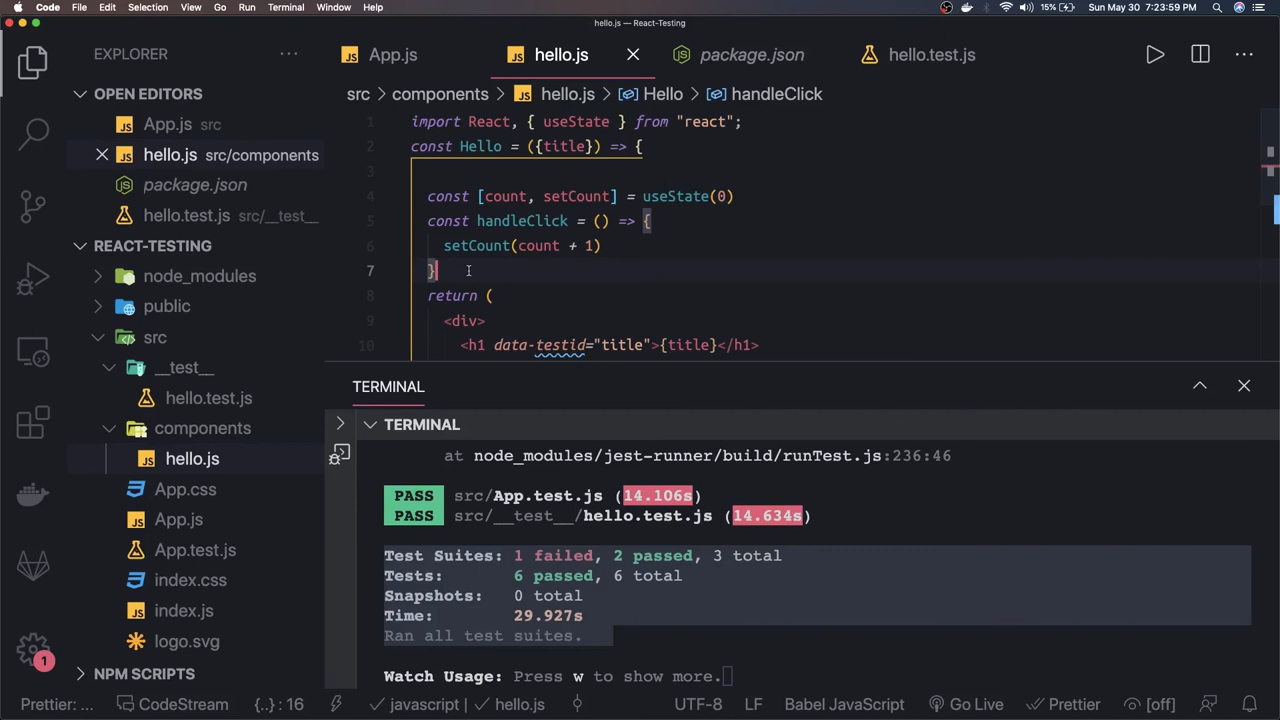 Code File Edit Selection View Go Run Terminal Window Help 15% Sun May 30 7:23:59 PM
hello.js — React-Testing
EXPLORER
App.js
hello.js
package.json
hello.test.js
OPEN EDITORS
App.js src
hello.js src/components
package.json
hello.test.js src/__test__
REACT-TESTING
node_modules
public
src
__test__
hello.test.js
components
hello.js
App.css
App.js
App.test.js
index.css
index.js
logo.svg
NPM SCRIPTS
src > components > hello.js > Hello > handleClick
1 import React, { useState } from "react";
2 const Hello = ({title}) => {
3
4 const [count, setCount] = useState(0)
5 const handleClick = () => {
6 setCount(count + 1)
7 }
8 return (
9 <div>
10 <h1 data-testid="title">{title}</h1>
TERMINAL
TERMINAL
at node_modules/jest-runner/build/runTest.js:236:46
PASS src/App.test.js (14.106s)
PASS src/__test__/hello.test.js (14.634s)
Test Suites: 1 failed, 2 passed, 3 total
Tests: 6 passed, 6 total
Snapshots: 0 total
Time: 29.927s
Ran all test suites.
Watch Usage: Press w to show more.
1
Prettier: ... CodeStream {..} : 16 javascript | hello.js UTF-8 LF Babel JavaScript Go Live Prettier [off]